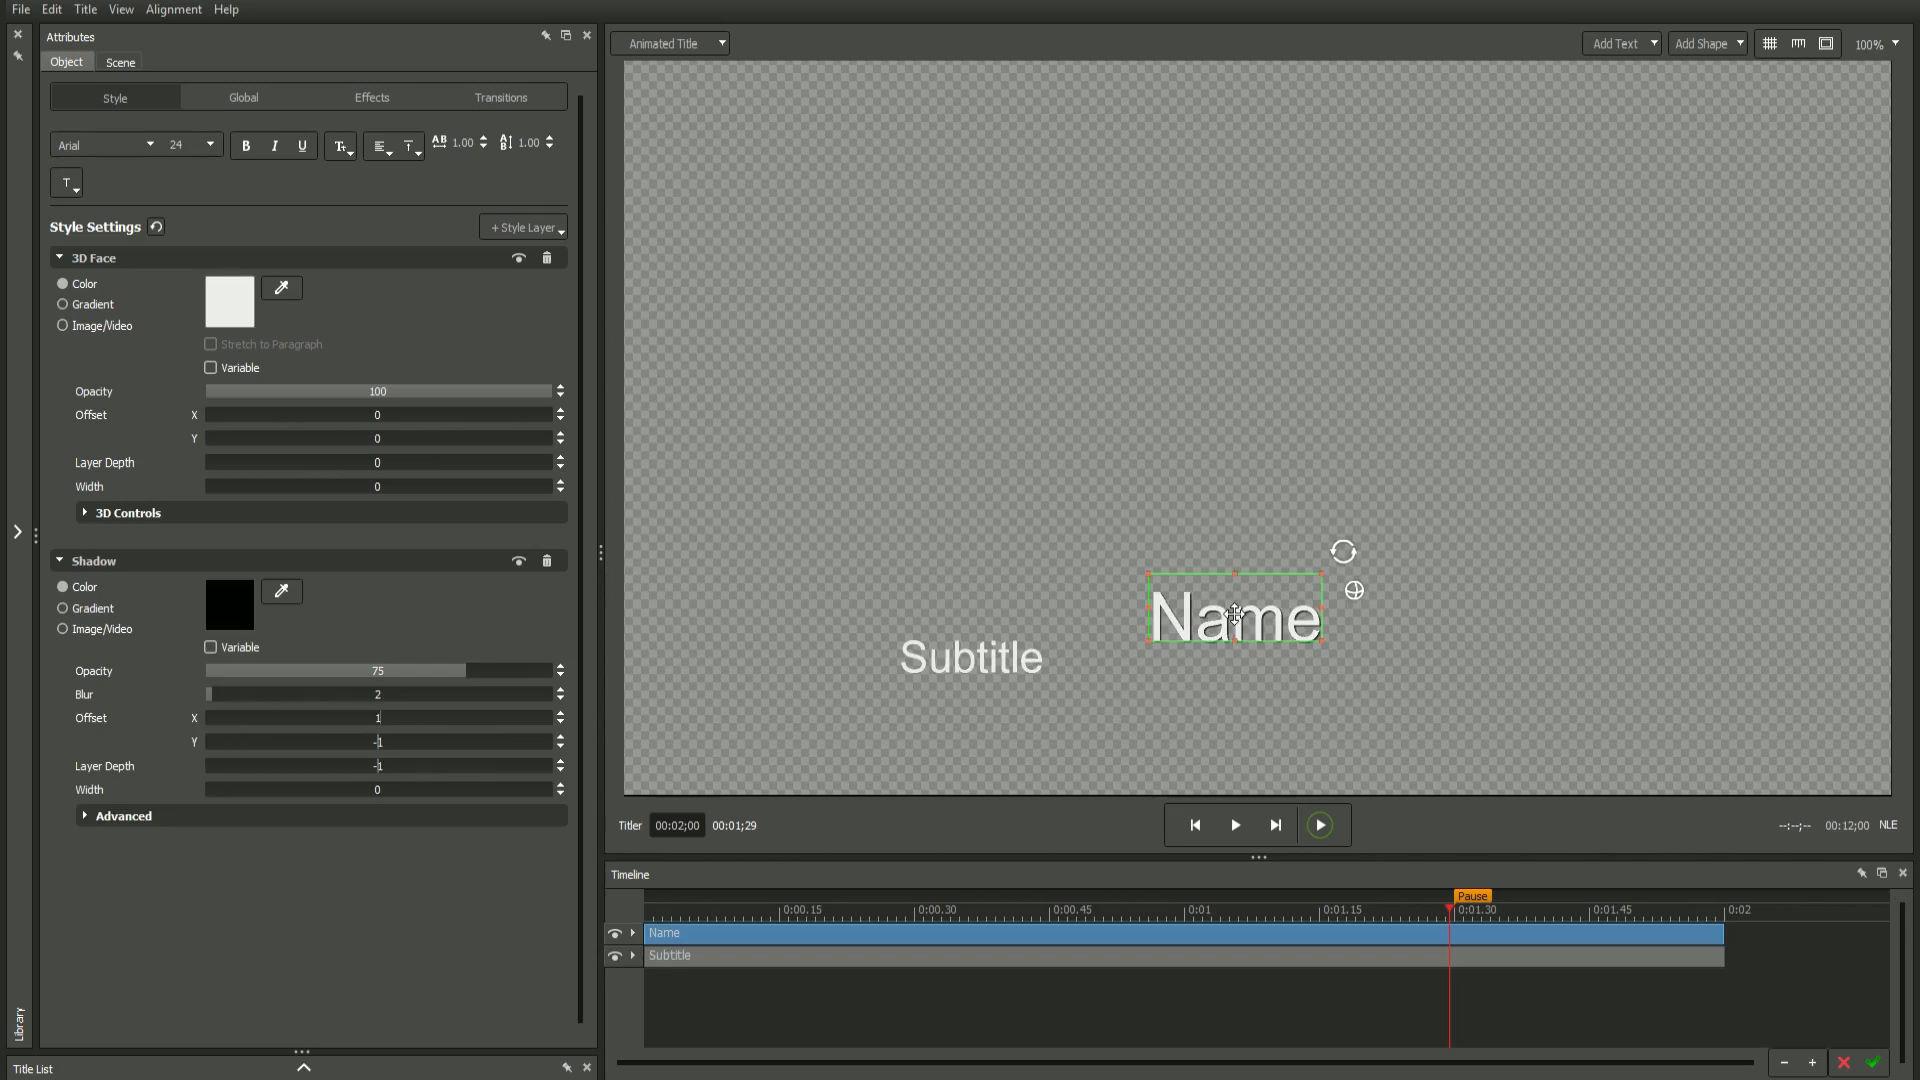 File Edit Title View Alignment Help
Attributes
Object Scene
Style Global Effects Transitions
Arial 24 B I U Tt T AB 1.00 AB 1.00
T
Style Settings + Style Layer
3D Face
Color
Gradient
Image/Video
Stretch to Paragraph
Variable
Opacity 100
Offset X 0
Y 0
Layer Depth 0
Width 0
3D Controls
Shadow
Color
Gradient
Image/Video
Variable
Opacity 75
Blur 2
Offset X 1
Y -1
Layer Depth -1
Width 0
Advanced
Library
Title List
Animated Title Add Text Add Shape 100%
Name
Subtitle
Titler 00:02;00 00:01;29 --:--;-- 00:12;00 NLE
Timeline
Pause
0:00.15 0:00.30 0:00.45 0:01 0:01.15 0:01.30 0:01.45 0:02
Name
Subtitle